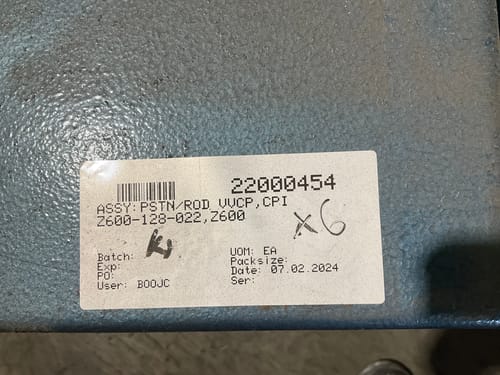 22000454
ASSY:PSTN/ROD VVCP,CPI
Z600-128-022,Z600
X6
Batch:
Exp:
PO:
User: BOOJC
UOM: EA
Packsize:
Date: 07.02.2024
Ser: